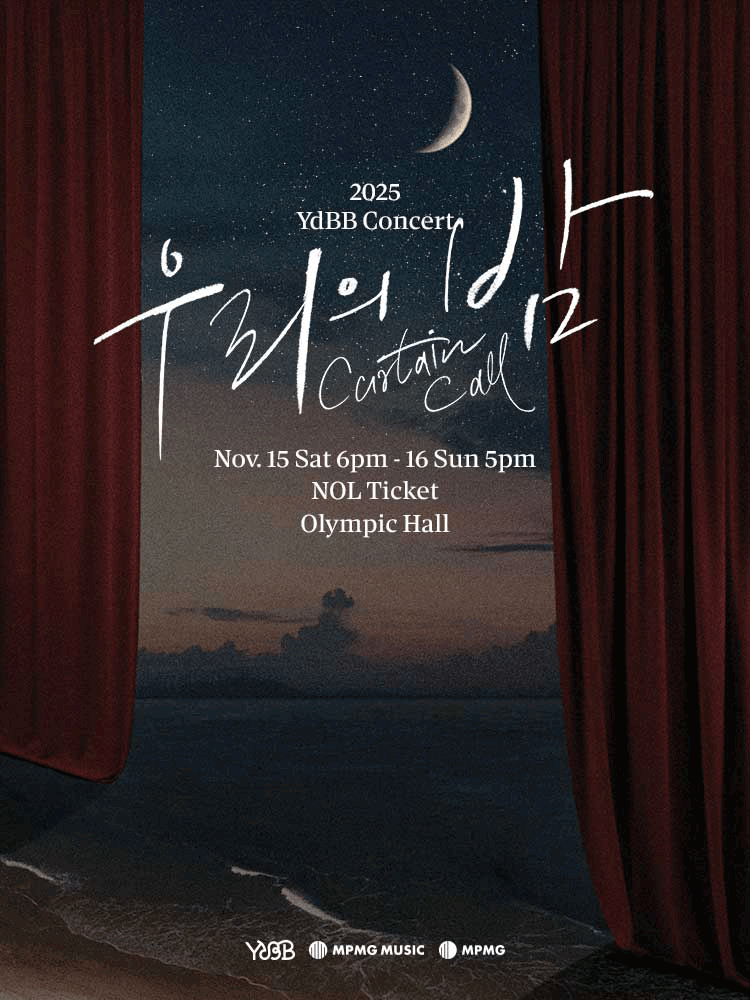 2025
YdBB Concert
우리의 밤
Curtain
Call
Nov. 15 Sat 6pm - 16 Sun 5pm
NOL Ticket
Olympic Hall
YdBB MPMG MUSIC MPMG